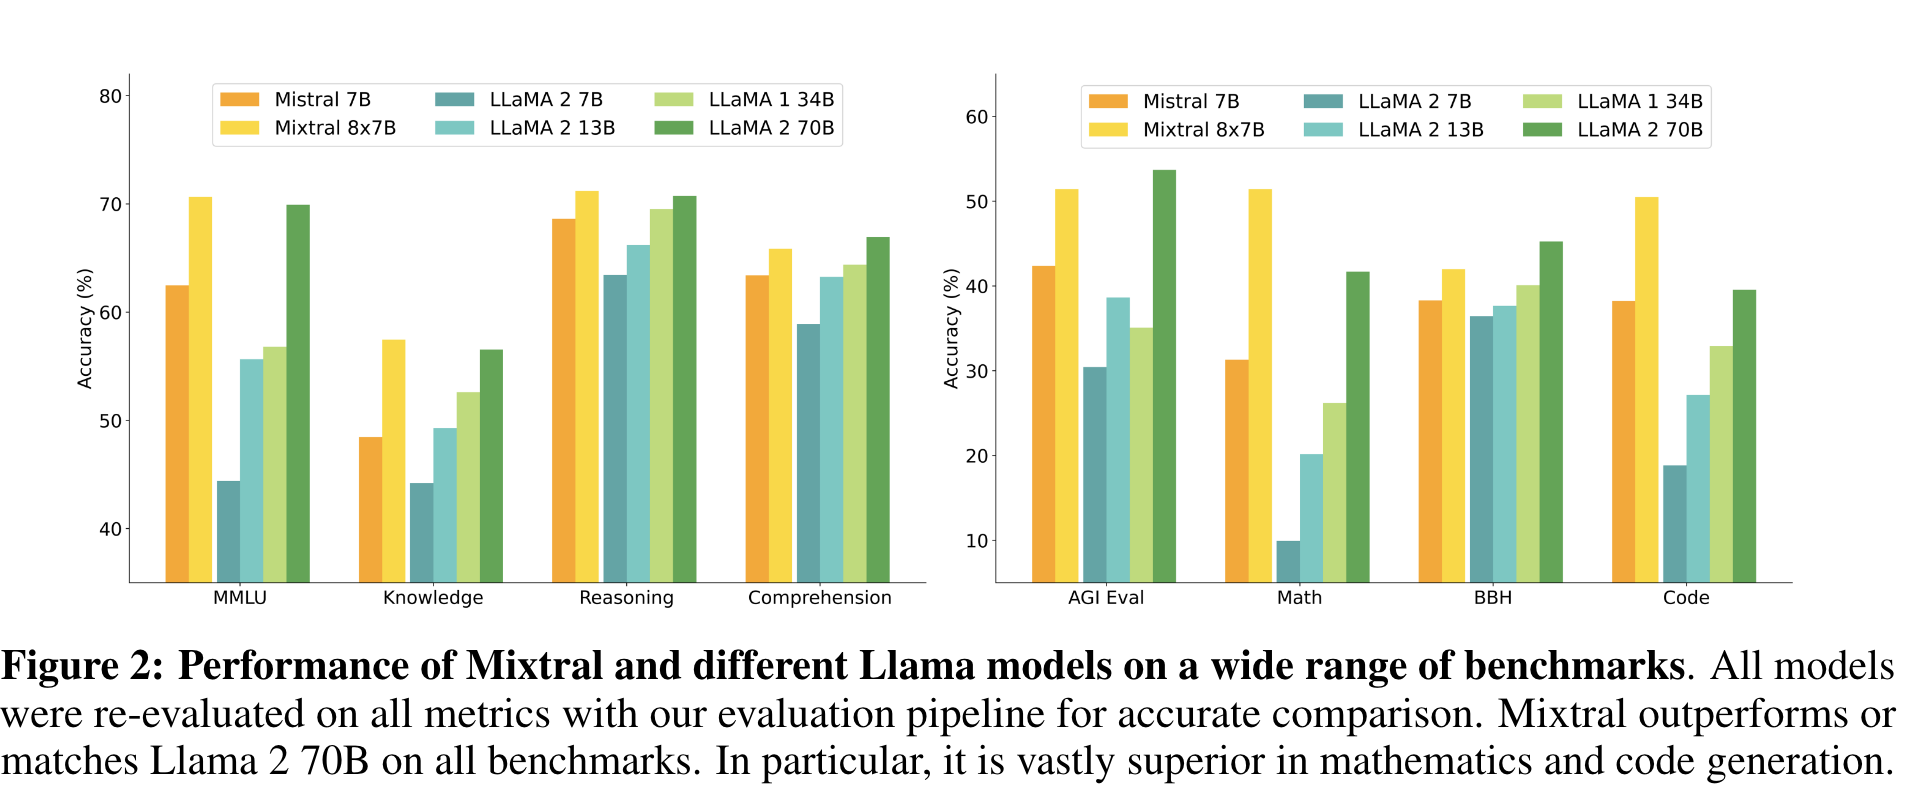 Mistral 7B LLaMA 2 7B LLaMA 1 34B
Mixtral 8x7B LLaMA 2 13B LLaMA 2 70B
Accuracy (%)
80
70
60
50
40
MMLU Knowledge Reasoning Comprehension
Mistral 7B LLaMA 2 7B LLaMA 1 34B
Mixtral 8x7B LLaMA 2 13B LLaMA 2 70B
Accuracy (%)
60
50
40
30
20
10
AGI Eval Math BBH Code
Figure 2: Performance of Mixtral and different Llama models on a wide range of benchmarks. All models
were re-evaluated on all metrics with our evaluation pipeline for accurate comparison. Mixtral outperforms or
matches Llama 2 70B on all benchmarks. In particular, it is vastly superior in mathematics and code generation.